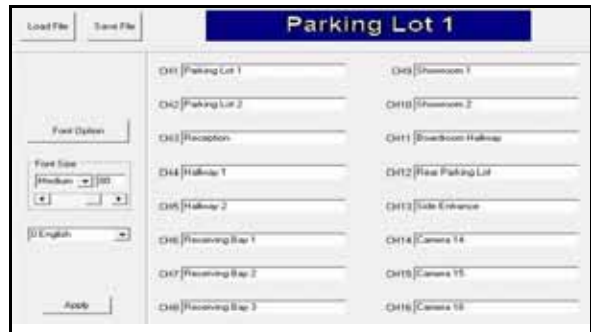 Load File Save File Parking Lot 1
CH1 Parking Lot 1 CH9 Showroom 1
CH2 Parking Lot 2 CH10 Showroom 2
Font Option CH3 Reception CH11 Boardroom Hallway
Font Size
Medium CH4 Hallway 1 CH12 Rear Parking Lot
CH5 Hallway 2 CH13 Side Entrance
0 English CH6 Receiving Bay 1 CH14 Camera 14
CH7 Receiving Bay 2 CH15 Camera 15
Apply CH8 Receiving Bay 3 CH16 Camera 16